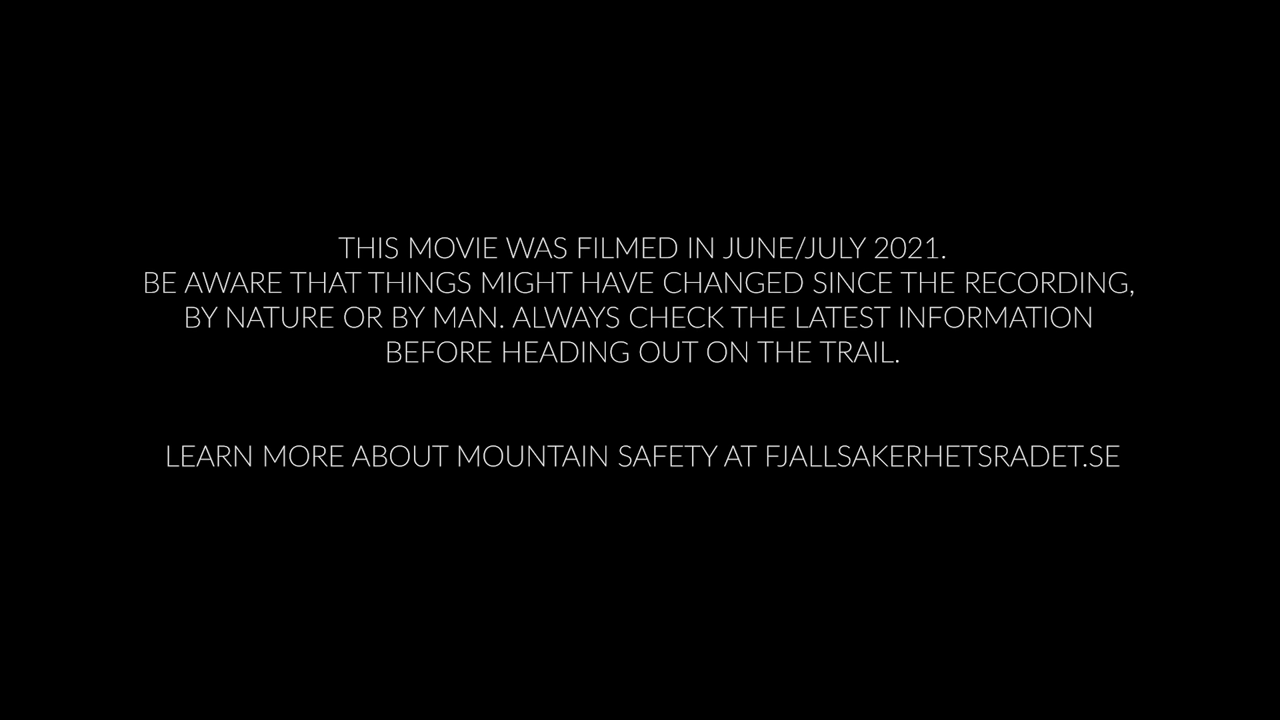 THIS MOVIE WAS FILMED IN JUNE/JULY 2021.
BE AWARE THAT THINGS MIGHT HAVE CHANGED SINCE THE RECORDING,
BY NATURE OR BY MAN. ALWAYS CHECK THE LATEST INFORMATION
BEFORE HEADING OUT ON THE TRAIL.
LEARN MORE ABOUT MOUNTAIN SAFETY AT FJALLSAKERHETSRADET.SE